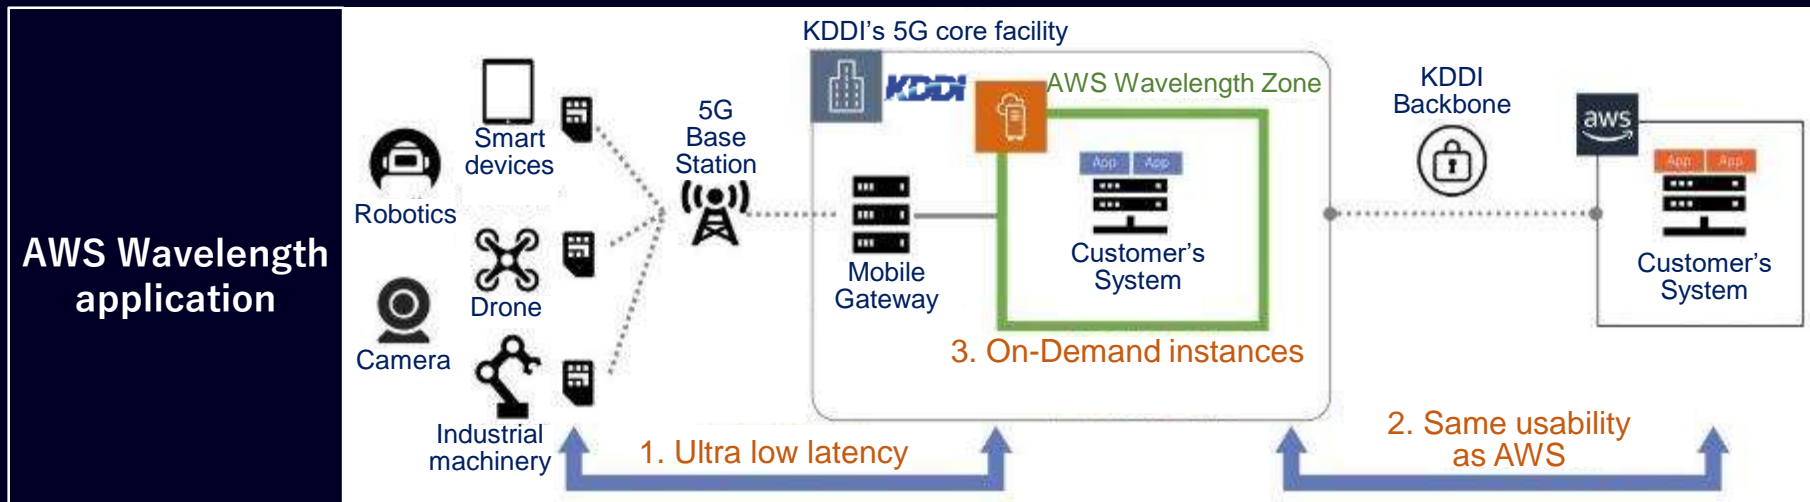 AWS Wavelength
application
Smart
devices
Robotics
Drone
Camera
Industrial
machinery
5G
Base
Station
KDDI's 5G core facility
KDDI
AWS Wavelength Zone
App App
Customer's
System
Mobile
Gateway
3. On-Demand instances
KDDI
Backbone
aws
App App
Customer's
System
1. Ultra low latency
2. Same usability
as AWS